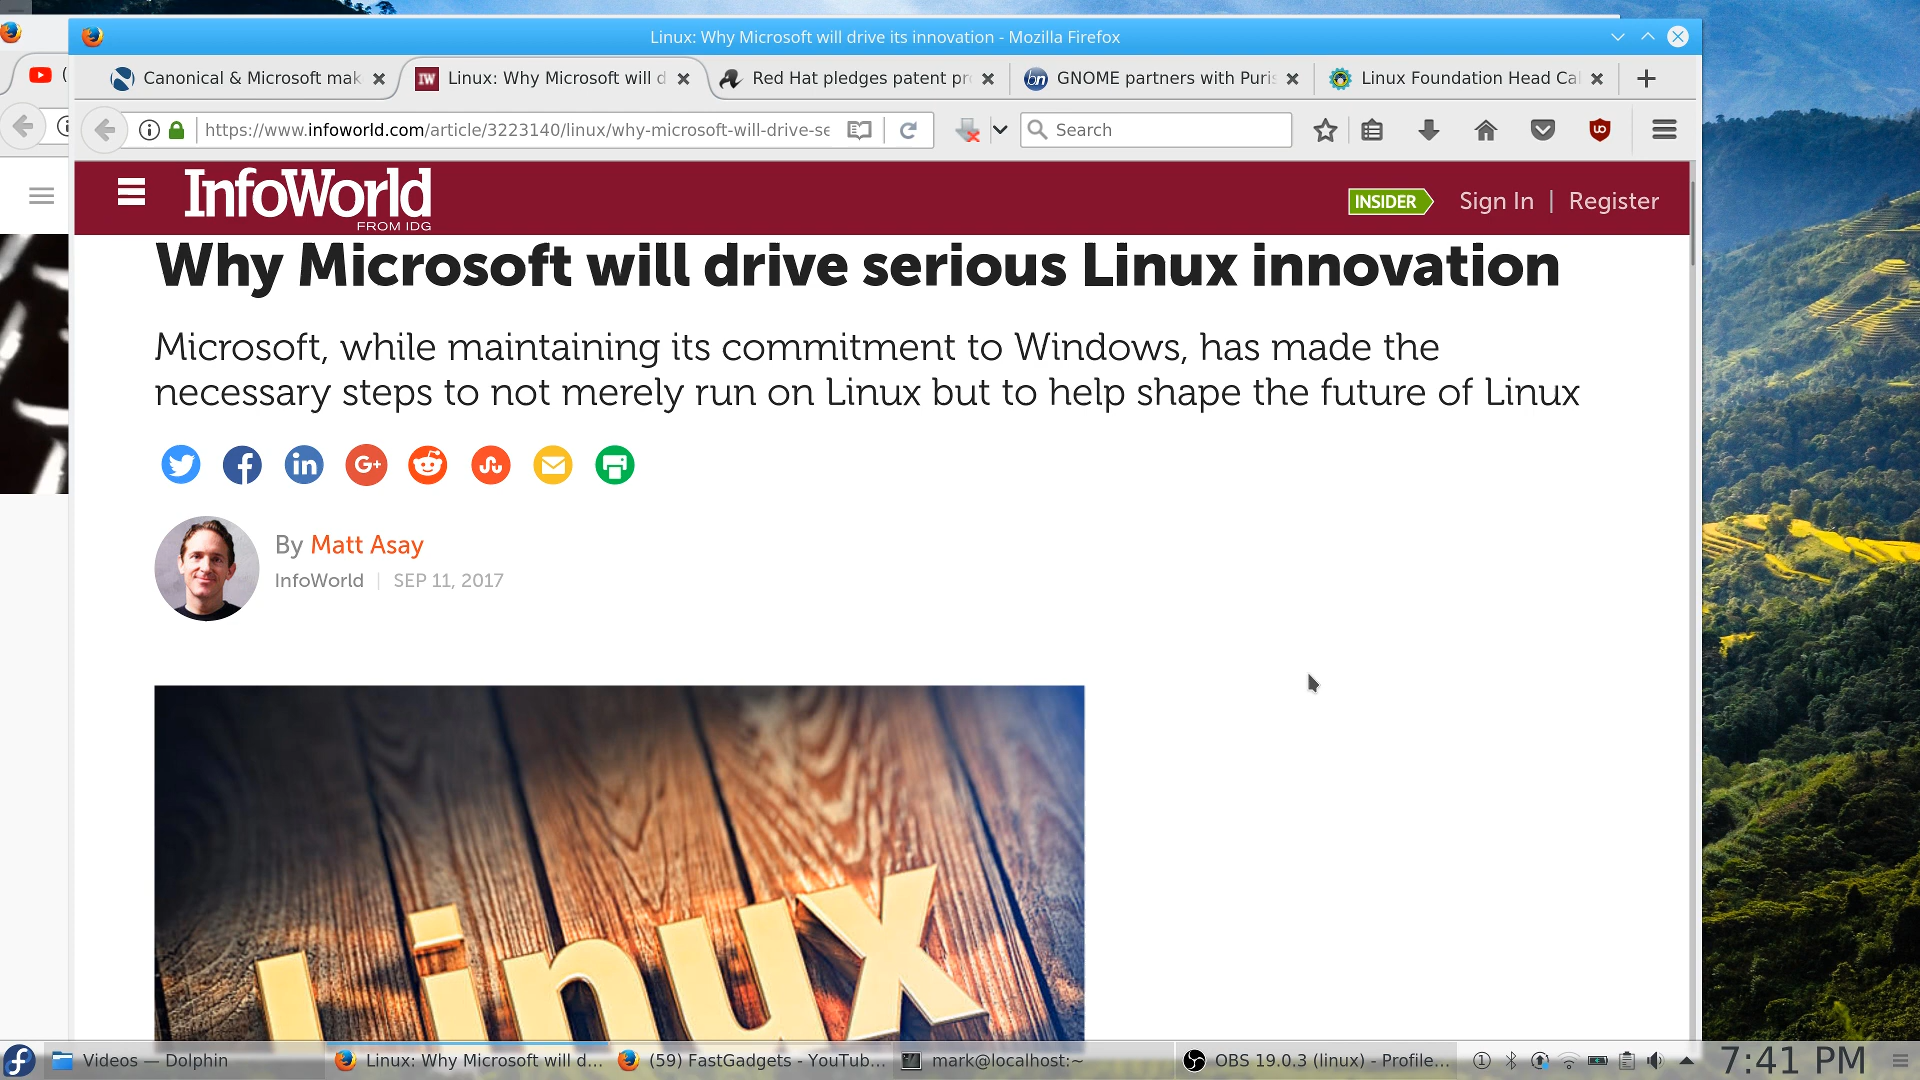 Linux: Why Microsoft will drive its innovation - Mozilla Firefox
Canonical & Microsoft mak
IW
Linux: Why Microsoft will d
Red Hat pledges patent pr
bn
GNOME partners with Puris
Linux Foundation Head Cal
https://www.infoworld.com/article/3223140/linux/why-microsoft-will-drive-se
Search
InfoWorld
FROM IDG
INSIDER
Sign In | Register
Why Microsoft will drive serious Linux innovation
Microsoft, while maintaining its commitment to Windows, has made the
necessary steps to not merely run on Linux but to help shape the future of Linux
By Matt Asay
InfoWorld | SEP 11, 2017
Linux
Videos — Dolphin
Linux: Why Microsoft will d...
(59) FastGadgets - YouTub...
mark@localhost:~
OBS 19.0.3 (linux) - Profile...
7:41 PM